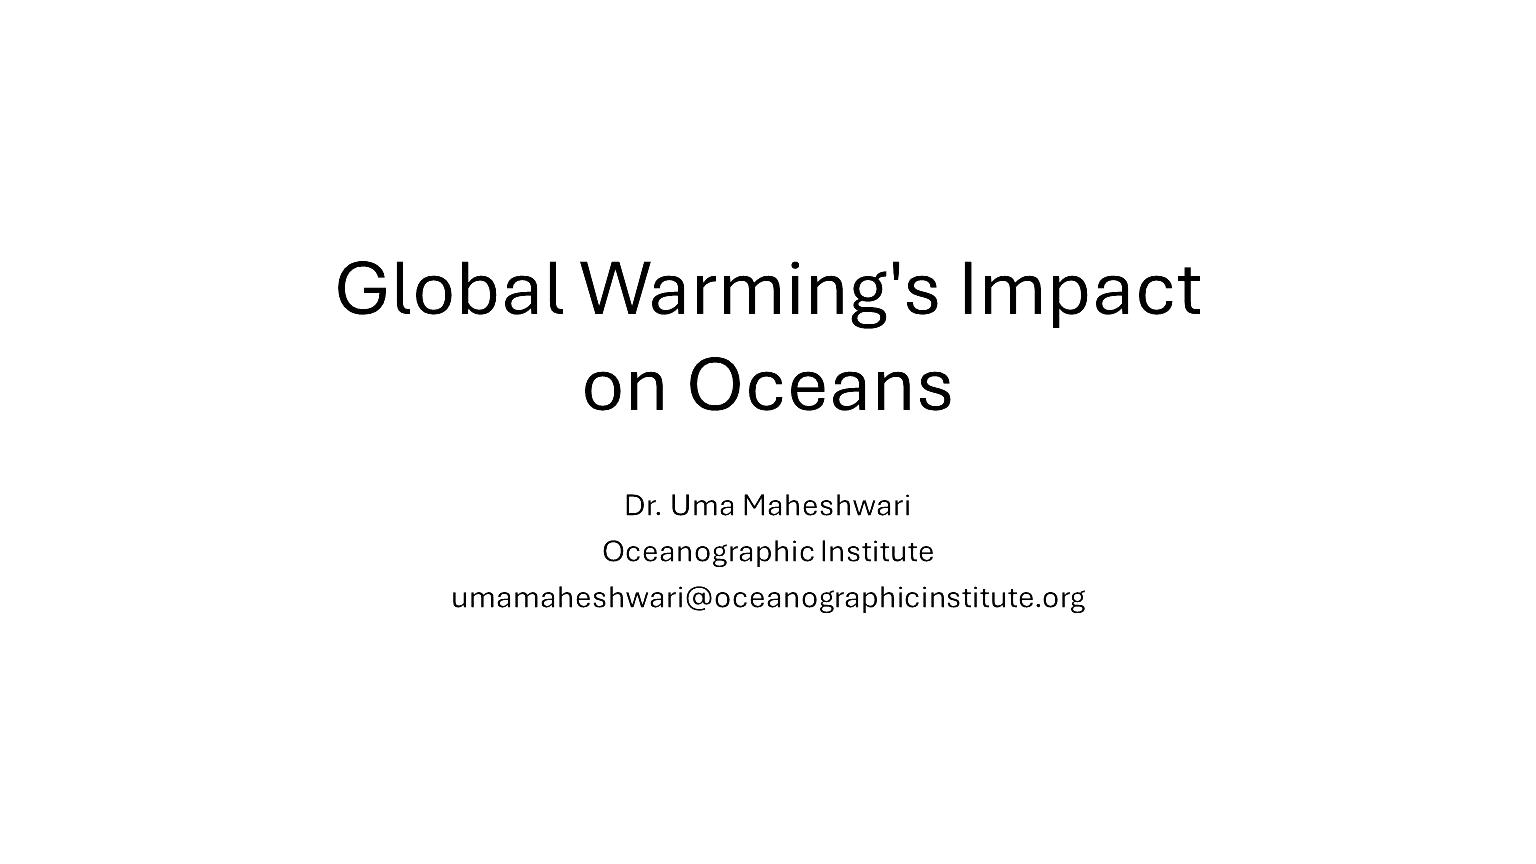 Global Warming's Impact
on Oceans
Dr. Uma Maheshwari
Oceanographic Institute
umamaheshwari@oceanographicinstitute.org